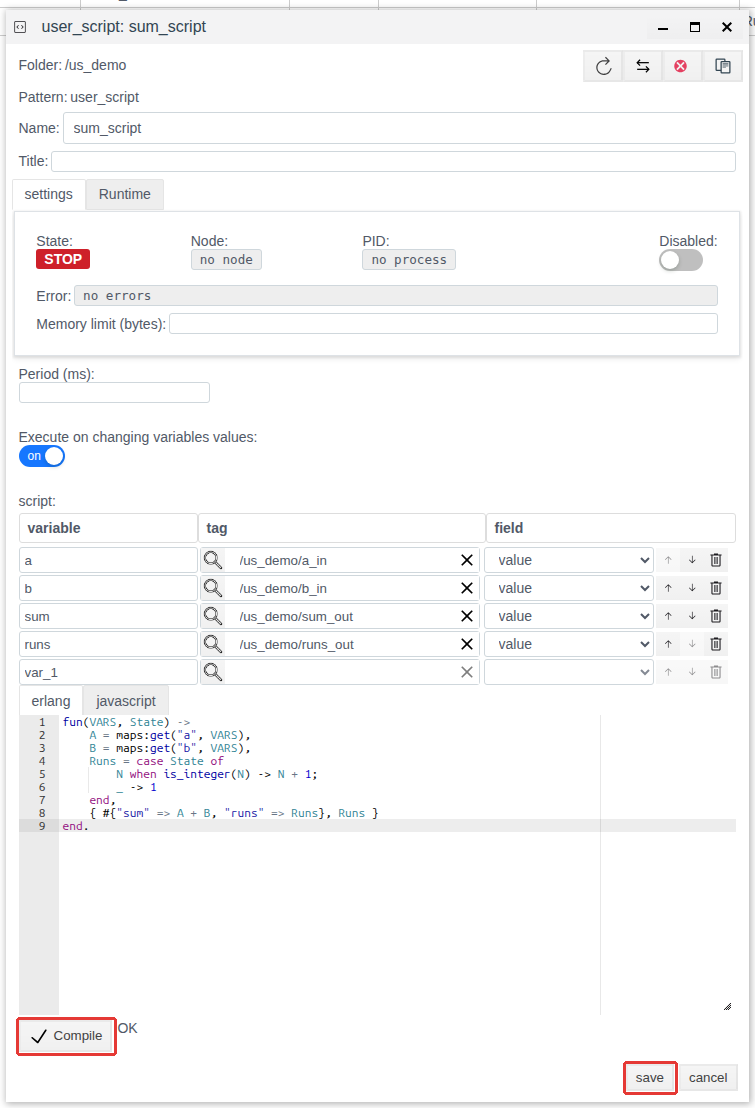 user_script: sum_script
Folder: /us_demo
Pattern: user_script
Name: sum_script
Title:
settings Runtime
State: Node: PID: Disabled:
STOP no node no process
Error: no errors
Memory limit (bytes):
Period (ms):
Execute on changing variables values:
on
script:
variable tag field
a /us_demo/a_in value
b /us_demo/b_in value
sum /us_demo/sum_out value
runs /us_demo/runs_out value
var_1
erlang javascript
1 fun(VARS, State) ->
2 A = maps:get("a", VARS),
3 B = maps:get("b", VARS),
4 Runs = case State of
5 N when is_integer(N) -> N + 1;
6 _ -> 1
7 end,
8 { #{"sum" => A + B, "runs" => Runs}, Runs }
9 end.
Compile OK
save cancel